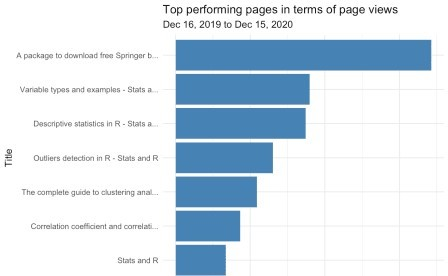 Top performing pages in terms of page views
Dec 16, 2019 to Dec 15, 2020
A package to download free Springer b...
Variable types and examples - Stats a...
Descriptive statistics in R - Stats a...
Outliers detection in R - Stats and R
The complete guide to clustering anal...
Correlation coefficient and correlati...
Stats and R
Title